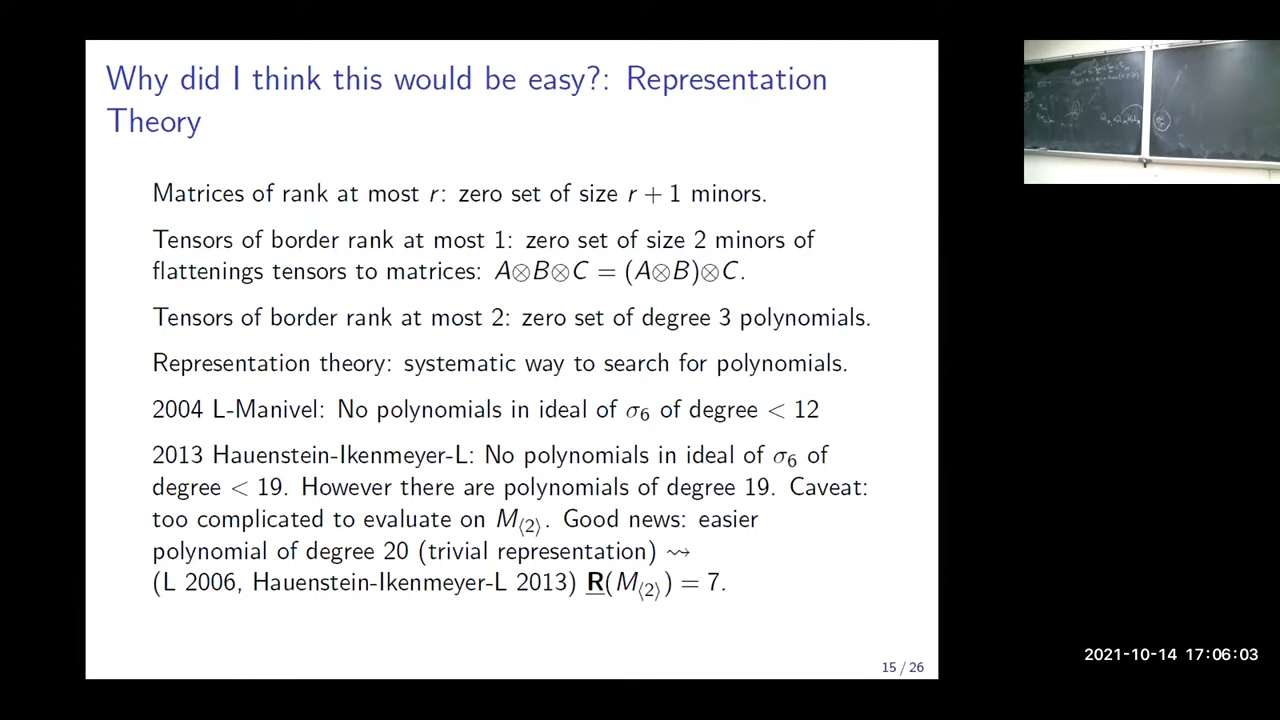 Why did I think this would be easy?: Representation
Theory
Matrices of rank at most r: zero set of size r + 1 minors.
Tensors of border rank at most 1: zero set of size 2 minors of
flattenings tensors to matrices: A⊗B⊗C = (A⊗B)⊗C.
Tensors of border rank at most 2: zero set of degree 3 polynomials.
Representation theory: systematic way to search for polynomials.
2004 L-Manivel: No polynomials in ideal of σ₆ of degree < 12
2013 Hauenstein-Ikenmeyer-L: No polynomials in ideal of σ₆ of
degree < 19. However there are polynomials of degree 19. Caveat:
too complicated to evaluate on M⟨2⟩. Good news: easier
polynomial of degree 20 (trivial representation) ⇝
(L 2006, Hauenstein-Ikenmeyer-L 2013) R(M⟨2⟩) = 7.
15 / 26
2021-10-14 17:06:03